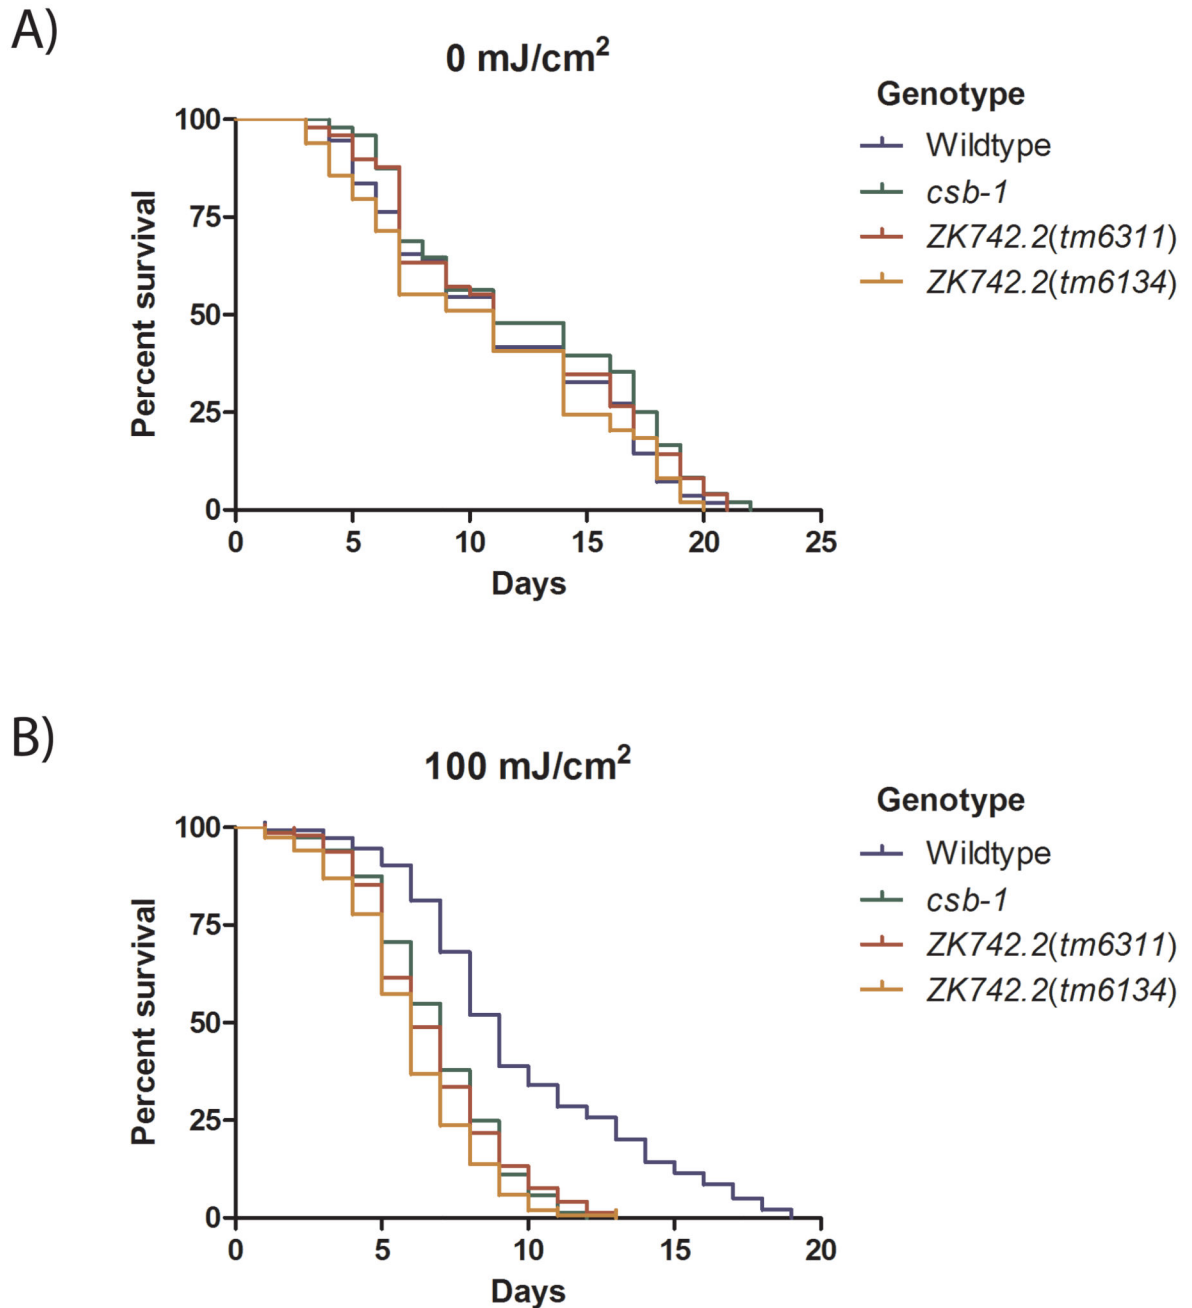 A)
0 mJ/cm²
Genotype
Wildtype
csb-1
ZK742.2(tm6311)
ZK742.2(tm6134)
Percent survival
100
75
50
25
0
0 5 10 15 20 25
Days
B)
100 mJ/cm²
Genotype
Wildtype
csb-1
ZK742.2(tm6311)
ZK742.2(tm6134)
Percent survival
100
75
50
25
0
0 5 10 15 20
Days